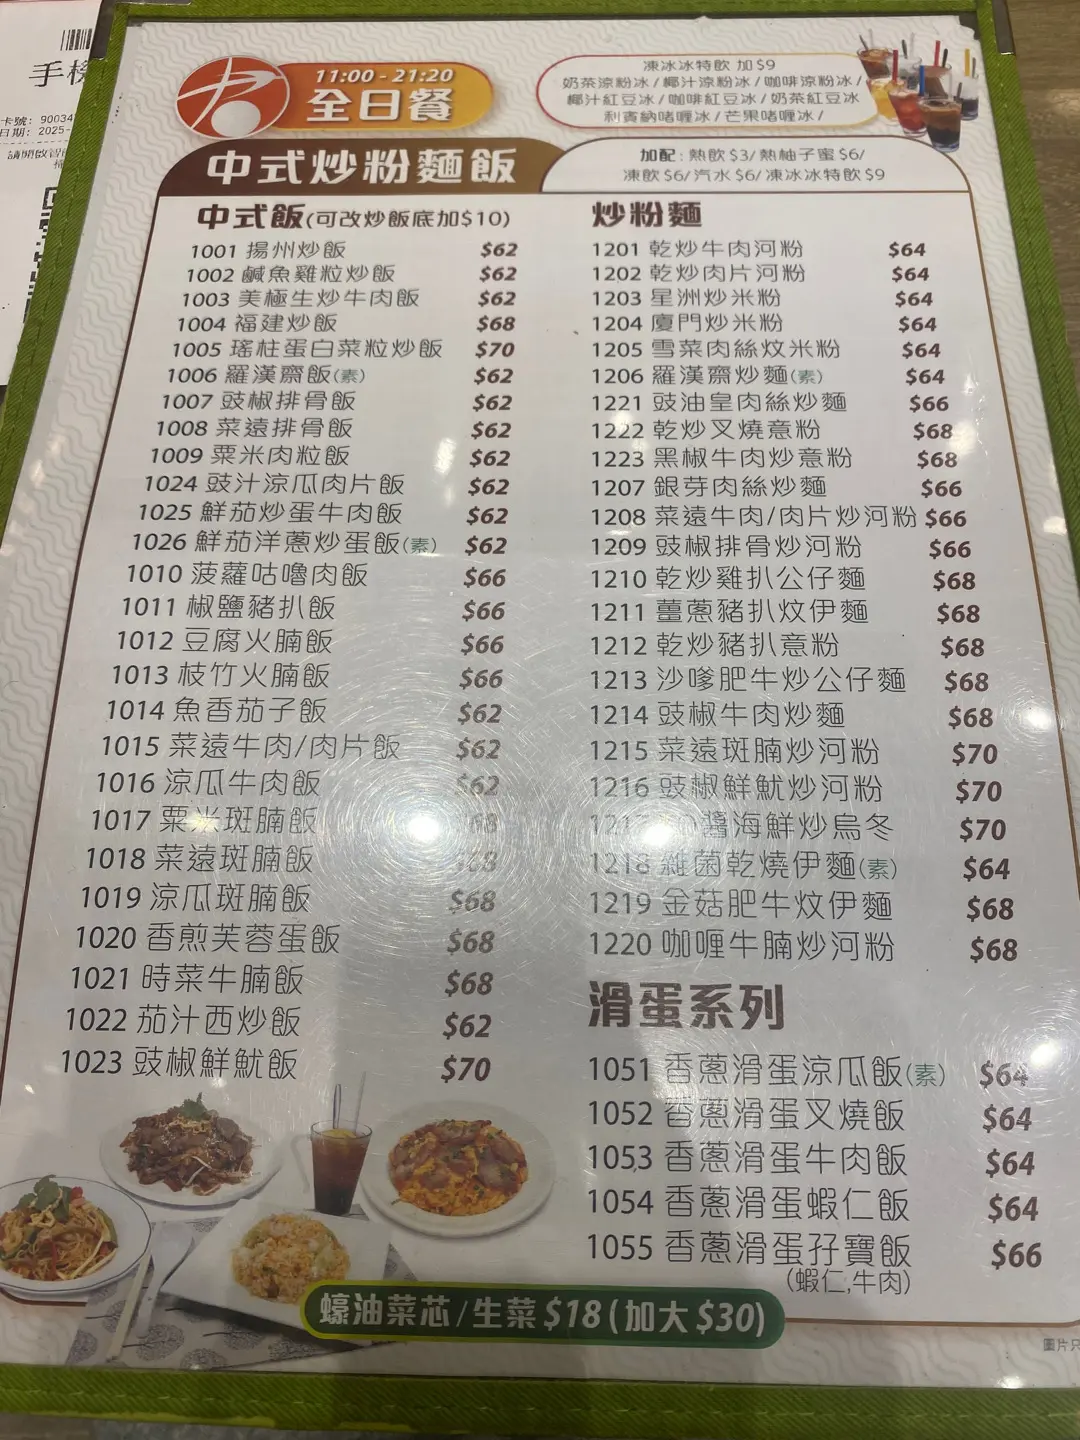 手機
卡號: 90034
日期: 2025-
11:00 - 21:20
全日餐
凍冰冰特飲 加$9
奶茶涼粉冰/椰汁涼粉冰/咖啡涼粉冰/
椰汁紅豆冰/咖啡紅豆冰/奶茶紅豆冰
利賓納啫喱冰/芒果啫喱冰/
中式炒粉麵飯
加配: 熱飲$3/熱柚子蜜$6/
凍飲$6/汽水$6/凍冰冰特飲$9
中式飯(可改炒飯底加$10)
1001 揚州炒飯 $62
1002 鹹魚雞粒炒飯 $62
1003 美極生炒牛肉飯 $62
1004 福建炒飯 $68
1005 瑤柱蛋白菜粒炒飯 $70
1006 羅漢齋飯(素) $62
1007 豉椒排骨飯 $62
1008 菜遠排骨飯 $62
1009 粟米肉粒飯 $62
1024 豉汁涼瓜肉片飯 $62
1025 鮮茄炒蛋牛肉飯 $62
1026 鮮茄洋蔥炒蛋飯(素) $62
1010 菠蘿咕嚕肉飯 $66
1011 椒鹽豬扒飯 $66
1012 豆腐火腩飯 $66
1013 枝竹火腩飯 $66
1014 魚香茄子飯 $62
1015 菜遠牛肉/肉片飯 $62
1016 涼瓜牛肉飯 $62
1017 粟米斑腩飯
1018 菜遠斑腩飯
1019 涼瓜斑腩飯 $68
1020 香煎芙蓉蛋飯 $68
1021 時菜牛腩飯 $68
1022 茄汁西炒飯 $62
1023 豉椒鮮魷飯 $70
炒粉麵
1201 乾炒牛肉河粉 $64
1202 乾炒肉片河粉 $64
1203 星洲炒米粉 $64
1204 廈門炒米粉 $64
1205 雪菜肉絲炆米粉 $64
1206 羅漢齋炒麵(素) $64
1221 豉油皇肉絲炒麵 $66
1222 乾炒叉燒意粉 $68
1223 黑椒牛肉炒意粉 $68
1207 銀芽肉絲炒麵 $66
1208 菜遠牛肉/肉片炒河粉 $66
1209 豉椒排骨炒河粉 $66
1210 乾炒雞扒公仔麵 $68
1211 薑蔥豬扒炆伊麵 $68
1212 乾炒豬扒意粉 $68
1213 沙嗲肥牛炒公仔麵 $68
1214 豉椒牛肉炒麵 $68
1215 菜遠斑腩炒河粉 $70
1216 豉椒鮮魷炒河粉 $70
醬海鮮炒烏冬 $70
1218 雜菌乾燒伊麵(素) $64
1219 金菇肥牛炆伊麵 $68
1220 咖喱牛腩炒河粉 $68
滑蛋系列
1051 香蔥滑蛋涼瓜飯(素) $64
1052 香蔥滑蛋叉燒飯 $64
1053 香蔥滑蛋牛肉飯 $64
1054 香蔥滑蛋蝦仁飯 $64
1055 香蔥滑蛋孖寶飯 $66
(蝦仁,牛肉)
蠔油菜芯/生菜 $18 (加大 $30)
圖片只